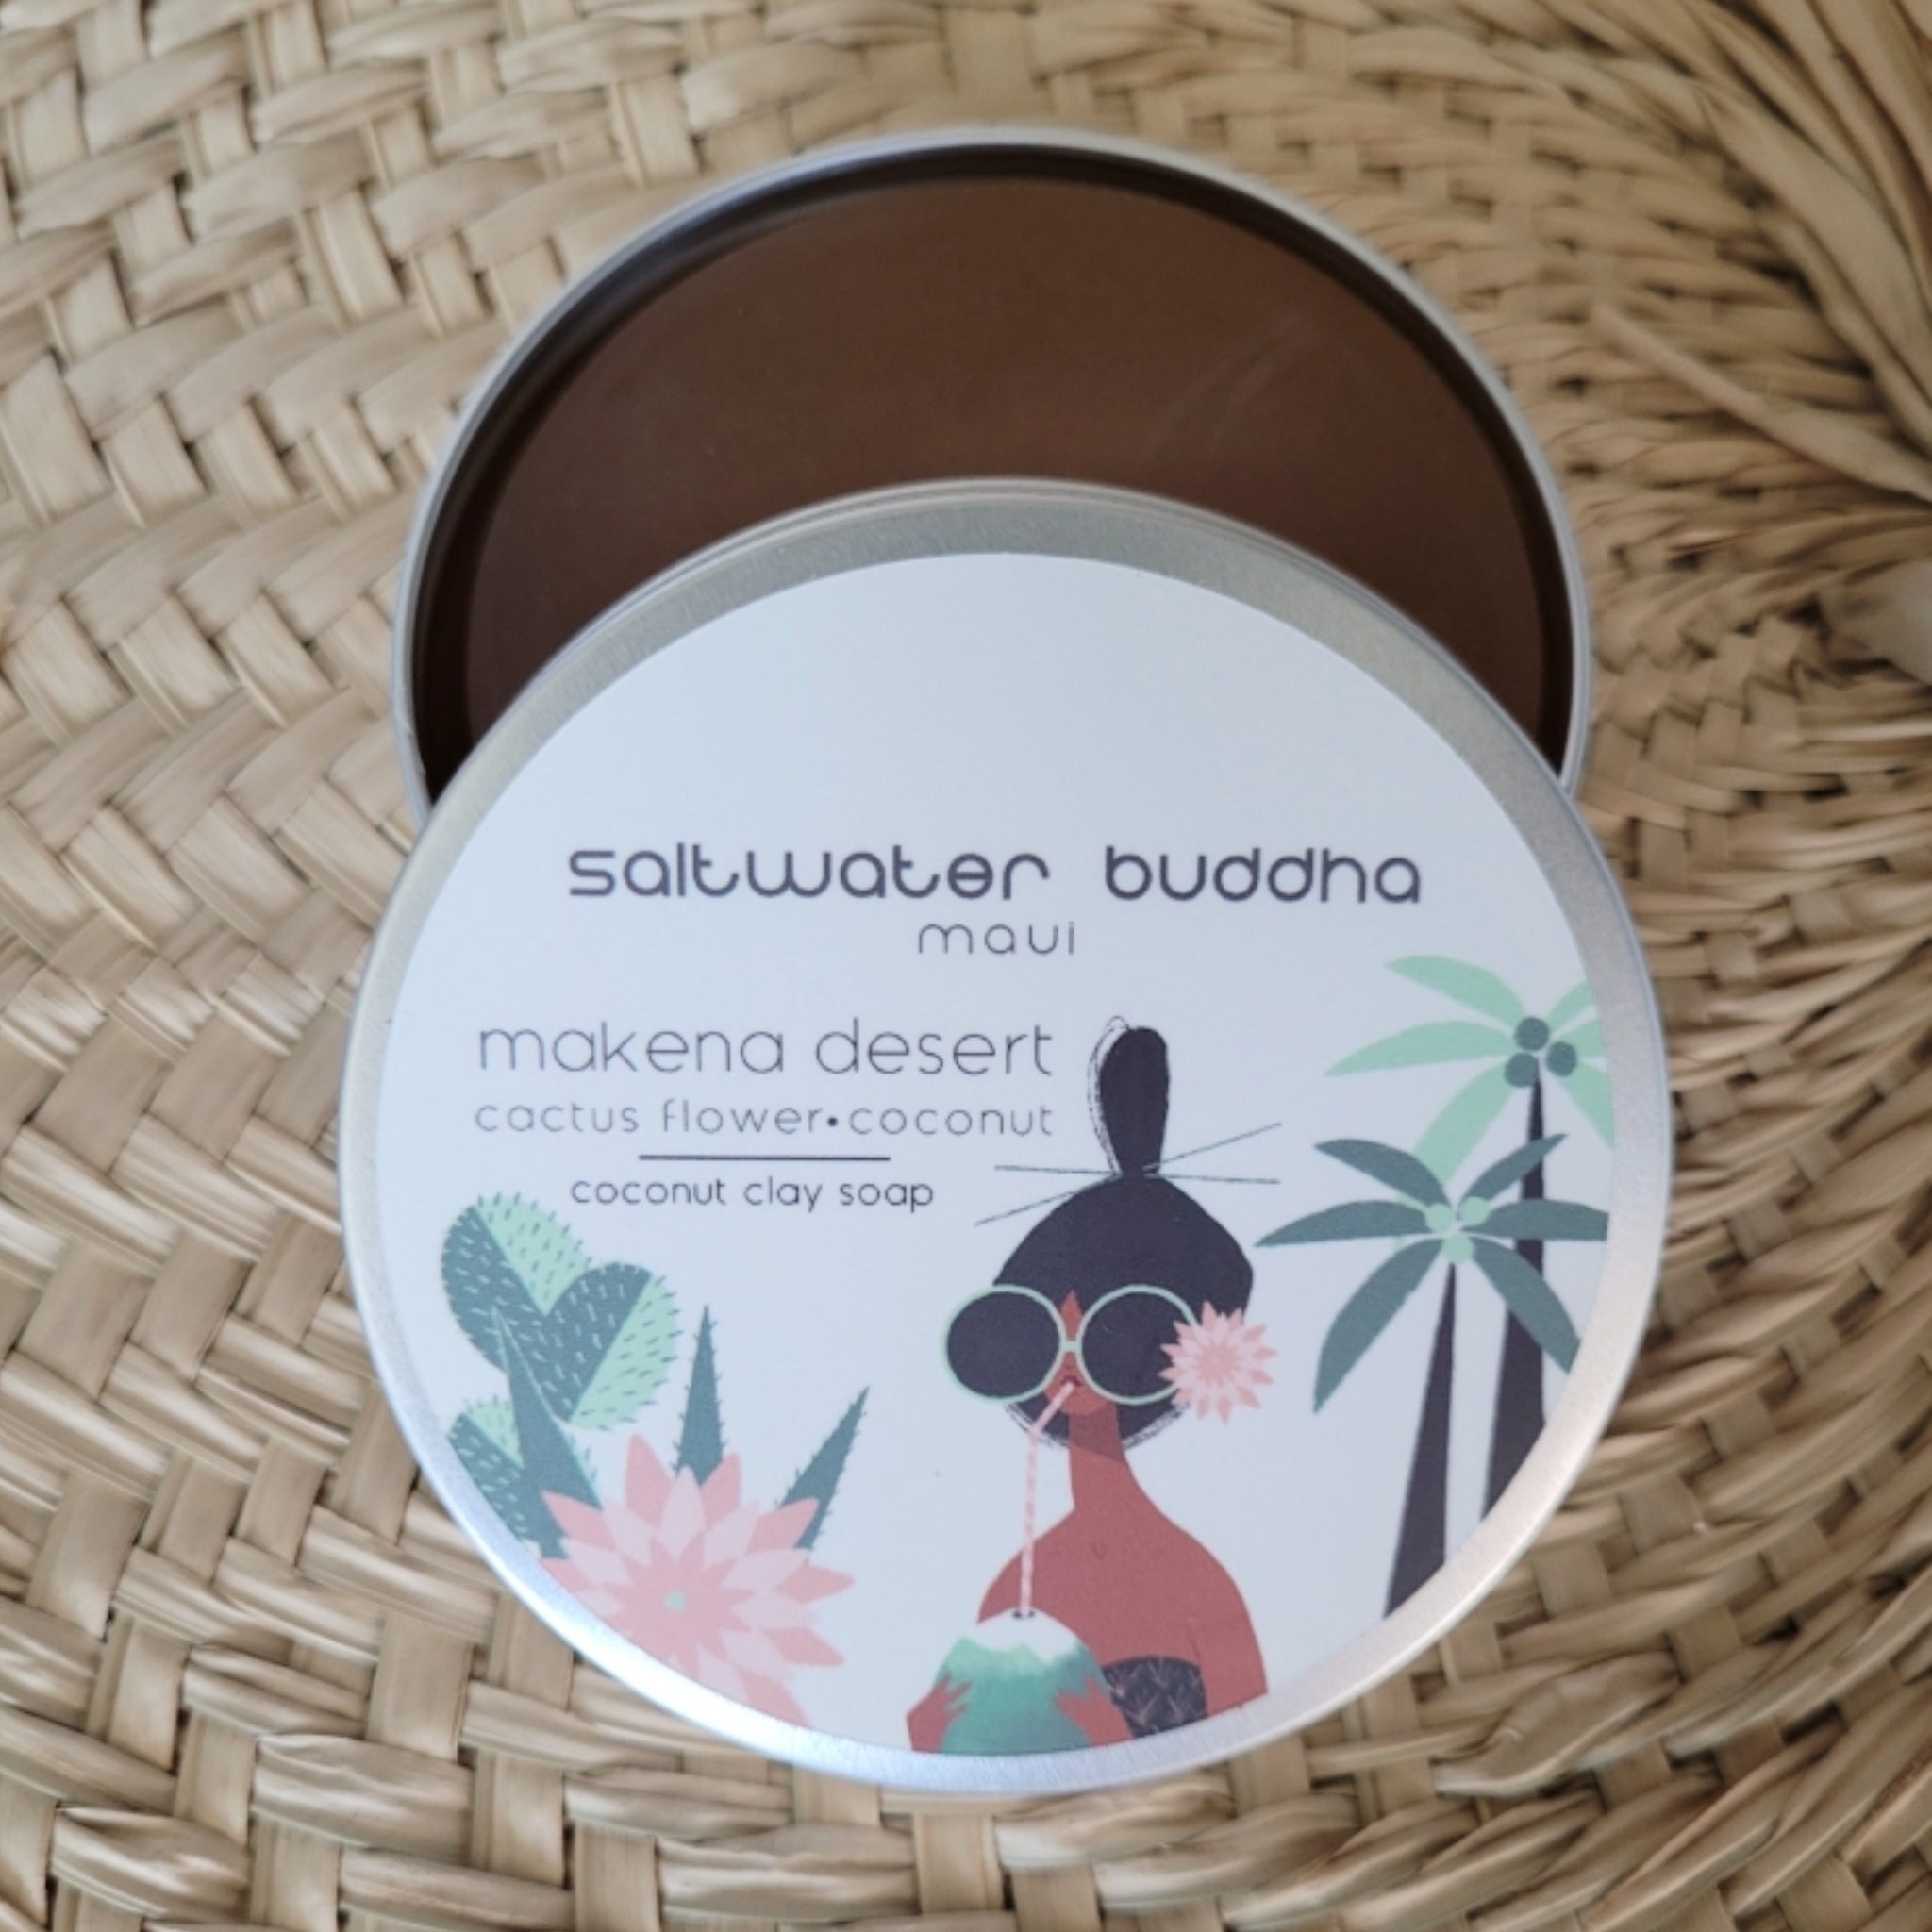 saltwater buddha
maui
makena desert
cactus flower•coconut
coconut clay soap